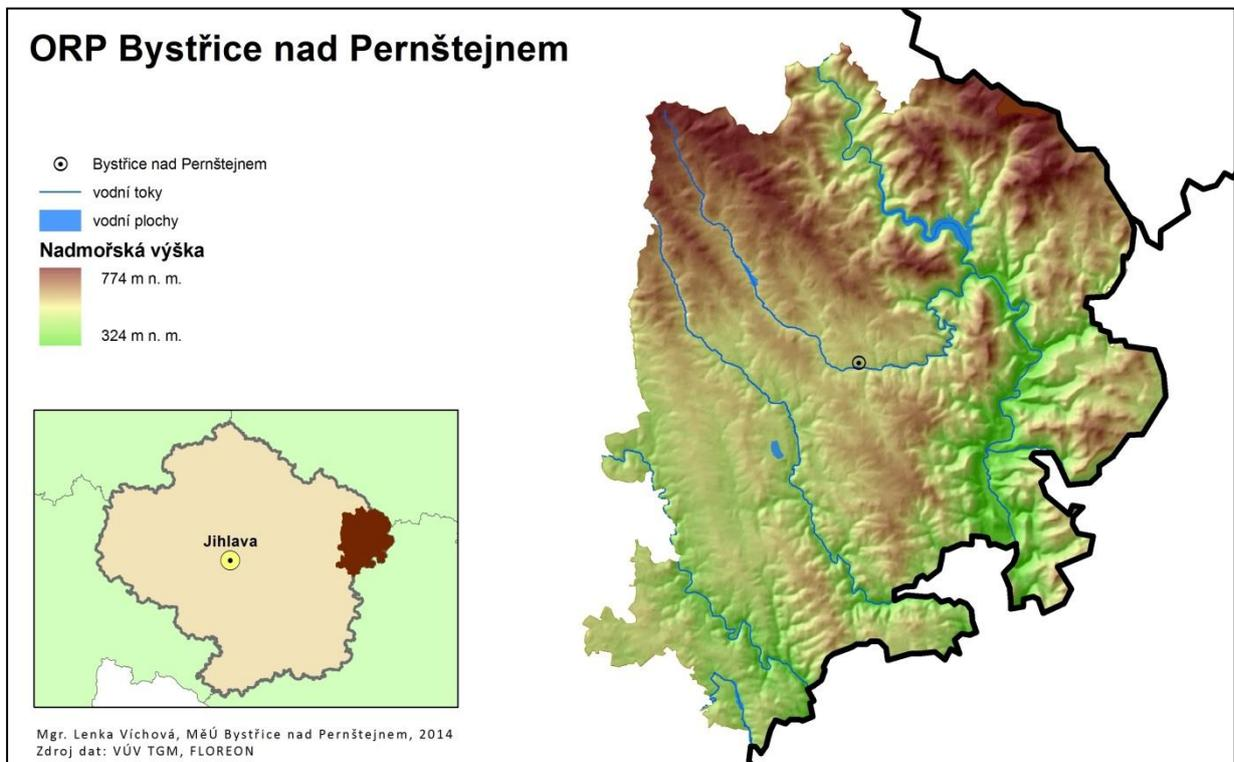 ORP Bystřice nad Pernštejnem
Bystřice nad Pernštejnem
vodní toky
vodní plochy
Nadmořská výška
774 m n. m.
324 m n. m.
Jihlava
Mgr. Lenka Víchová, MěÚ Bystřice nad Pernštejnem, 2014
Zdroj dat: VÚV TGM, FLOREON